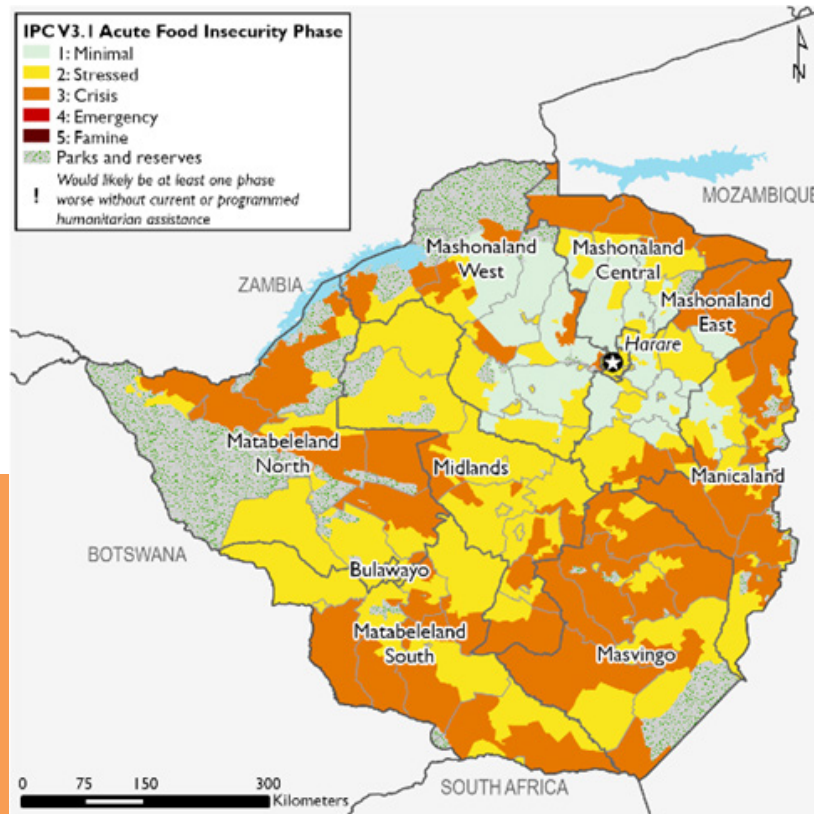 IPC V3.1 Acute Food Insecurity Phase
1: Minimal
2: Stressed
3: Crisis
4: Emergency
5: Famine
Parks and reserves
! Would likely be at least one phase
worse without current or programmed
humanitarian assistance
N
MOZAMBIQUE
Mashonaland
West
Mashonaland
Central
ZAMBIA
Mashonaland
East
Harare
Matabeleland
North
Midlands
Manicaland
BOTSWANA
Bulawayo
Matabeleland
South
Masvingo
SOUTH AFRICA
0 75 150 300
Kilometers